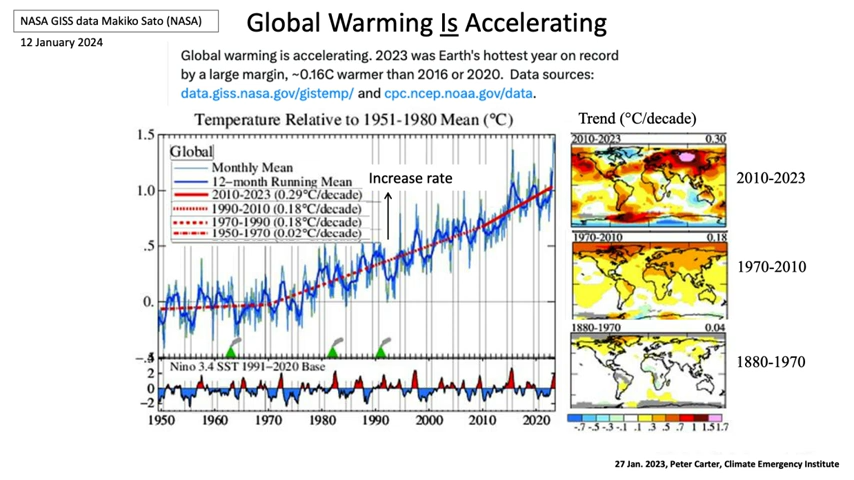 NASA GISS data Makiko Sato (NASA)
12 January 2024
Global Warming Is Accelerating
Global warming is accelerating. 2023 was Earth's hottest year on record
by a large margin, ~0.16C warmer than 2016 or 2020. Data sources:
data.giss.nasa.gov/gistemp/ and cpc.ncep.noaa.gov/data.
Temperature Relative to 1951-1980 Mean (°C)
1.5
1.0
.5
0.
-.5
Global
Monthly Mean
12-month Running Mean
2010-2023 (0.29°C/decade)
1990-2010 (0.18°C/decade)
1970-1990 (0.18°C/decade)
1950-1970 (0.02°C/decade)
Increase rate
Nino 3.4 SST 1991-2020 Base
2
0
-2
1950 1960 1970 1980 1990 2000 2010 2020
Trend (°C/decade)
2010-2023 0.30
2010-2023
1970-2010 0.18
1970-2010
1880-1970 0.04
1880-1970
-.7 -.5 -.3 -.1 .1 .3 .5 .7 1 1.5 1.7
27 Jan. 2023, Peter Carter, Climate Emergency Institute